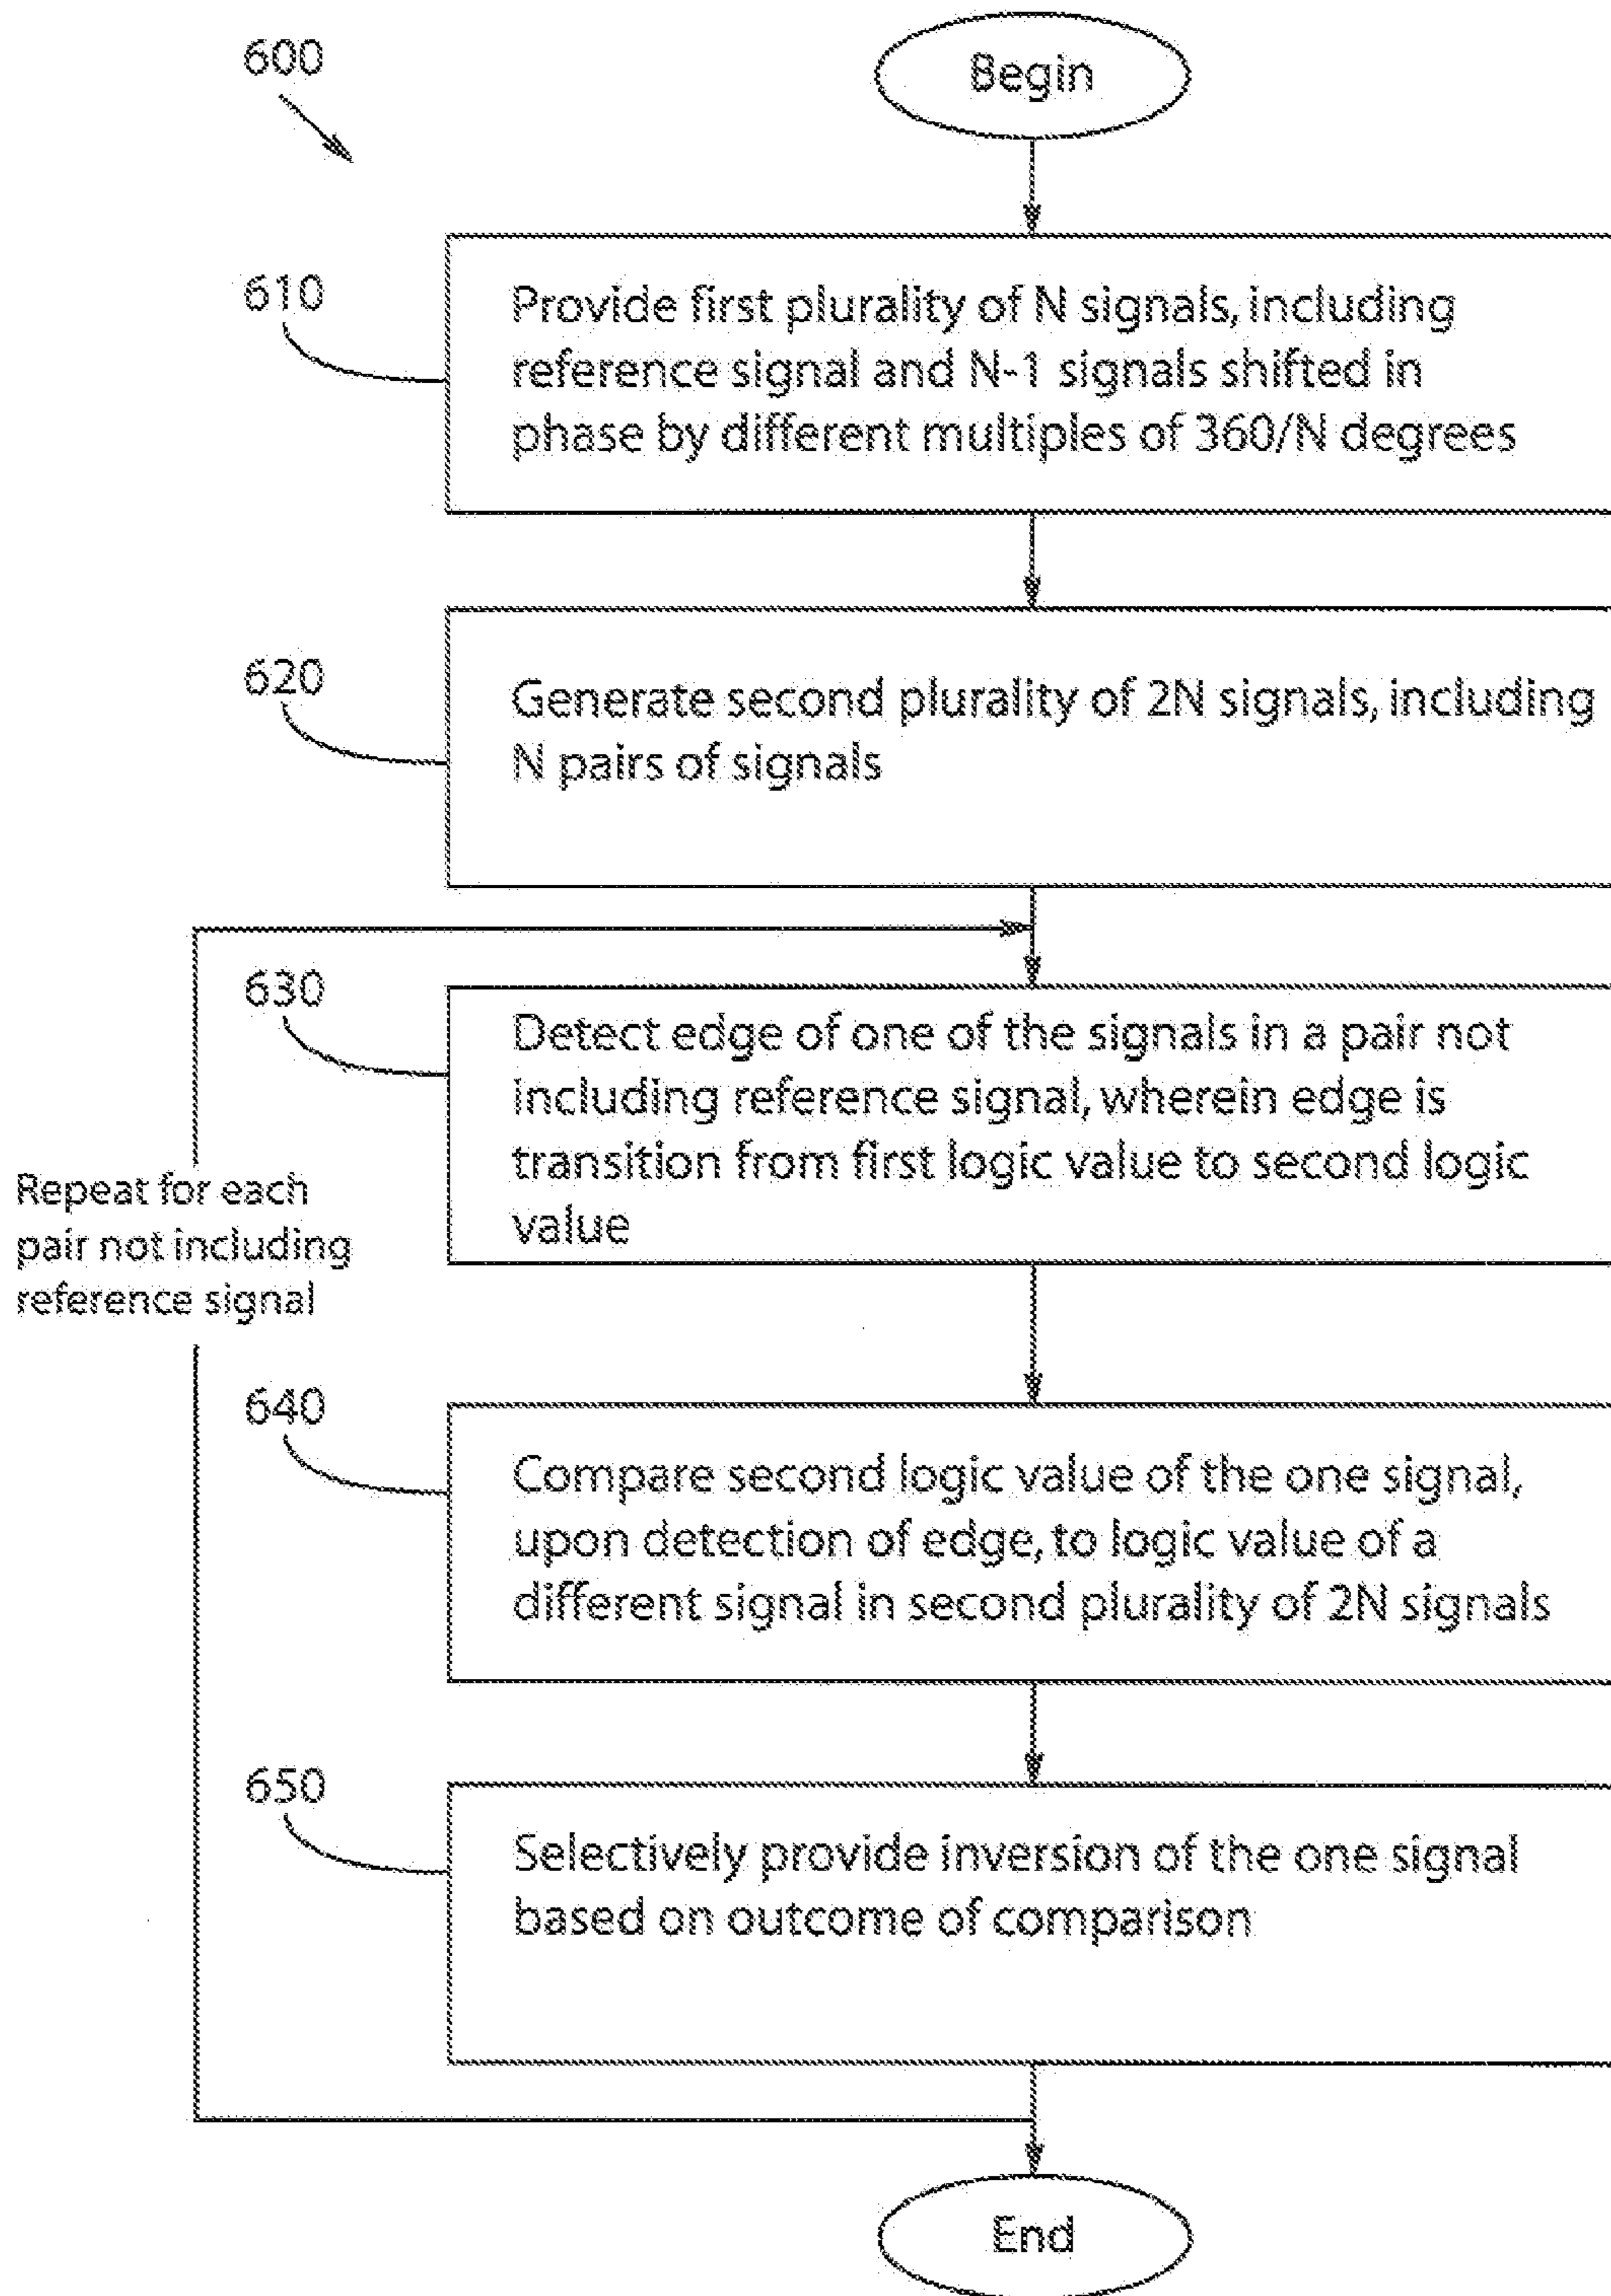 600
Begin
610
Provide first plurality of N signals, including
reference signal and N-1 signals shifted in
phase by different multiples of 360/N degrees
620
Generate second plurality of 2N signals, including
N pairs of signals
630
Detect edge of one of the signals in a pair not
including reference signal, wherein edge is
transition from first logic value to second logic
value
Repeat for each
pair not including
reference signal
640
Compare second logic value of the one signal,
upon detection of edge, to logic value of a
different signal in second plurality of 2N signals
650
Selectively provide inversion of the one signal
based on outcome of comparison
End